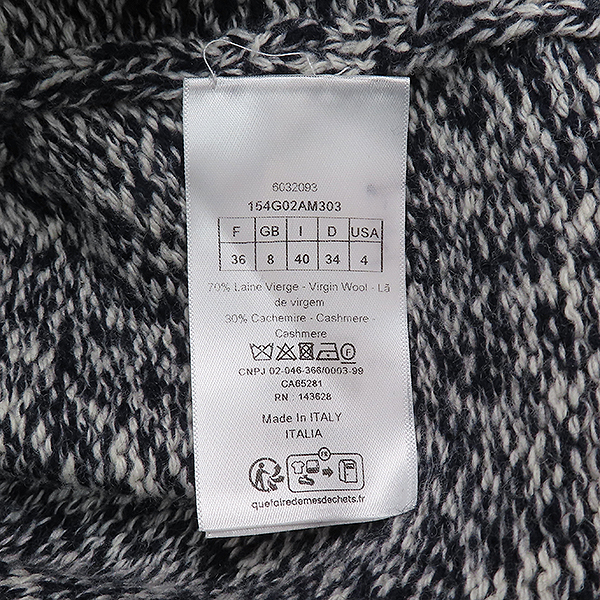 6032093
154G02AM303
F GB I D USA
36 8 40 34 4
70% Laine Vierge - Virgin Wool - Lã
de virgem
30% Cachemire - Cashmere -
Cashmere
F
CNPJ 02-046-366/0003-99
CA65281
RN : 143628
Made In ITALY
ITALIA
FR
quefairedemesdechets.fr